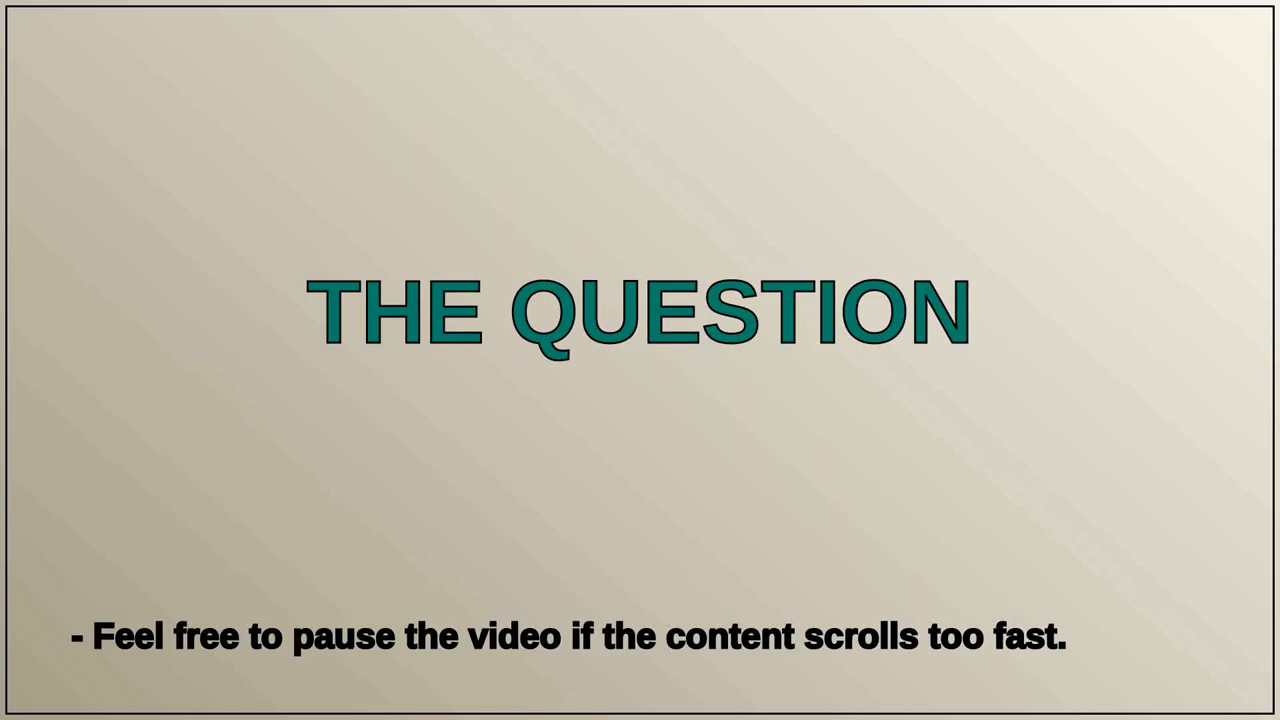 THE QUESTION
- Feel free to pause the video if the content scrolls too fast.